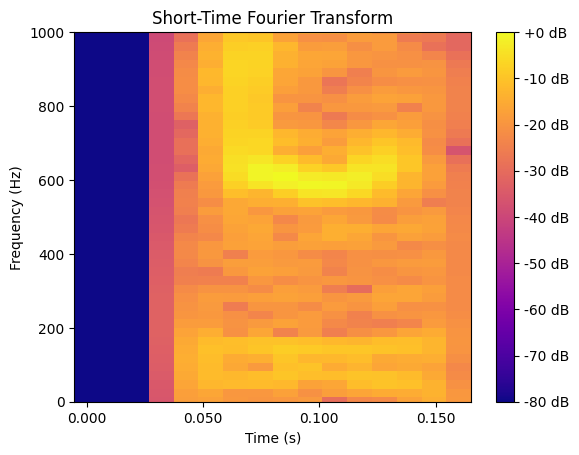 Short-Time Fourier Transform
Frequency (Hz)
1000
800
600
400
200
0
0.000
0.050
0.100
0.150
Time (s)
+0 dB
-10 dB
-20 dB
-30 dB
-40 dB
-50 dB
-60 dB
-70 dB
-80 dB